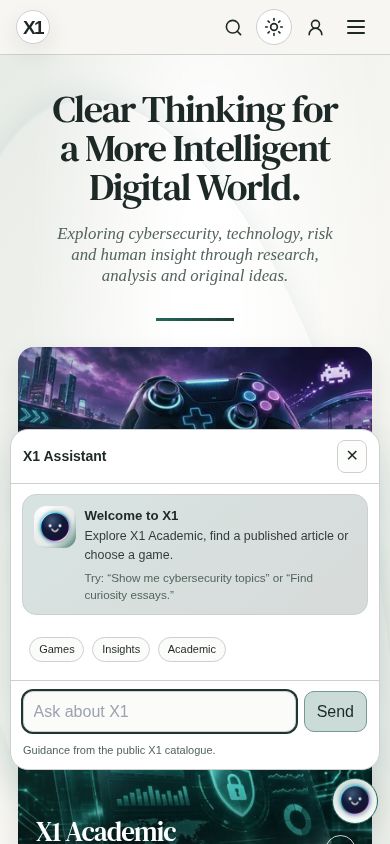 X1
Clear Thinking for
a More Intelligent
Digital World.
Exploring cybersecurity, technology, risk
and human insight through research,
analysis and original ideas.
X1 Assistant
Welcome to X1
Explore X1 Academic, find a published article or
choose a game.
Try: “Show me cybersecurity topics” or “Find
curiosity essays.”
Games
Insights
Academic
Ask about X1
Send
Guidance from the public X1 catalogue.
X1 Academic